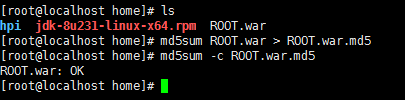 [root@localhost home]# ls
hpi  jdk-8u231-linux-x64.rpm  ROOT.war
[root@localhost home]# md5sum ROOT.war > ROOT.war.md5
[root@localhost home]# md5sum -c ROOT.war.md5
ROOT.war: OK
[root@localhost home]#